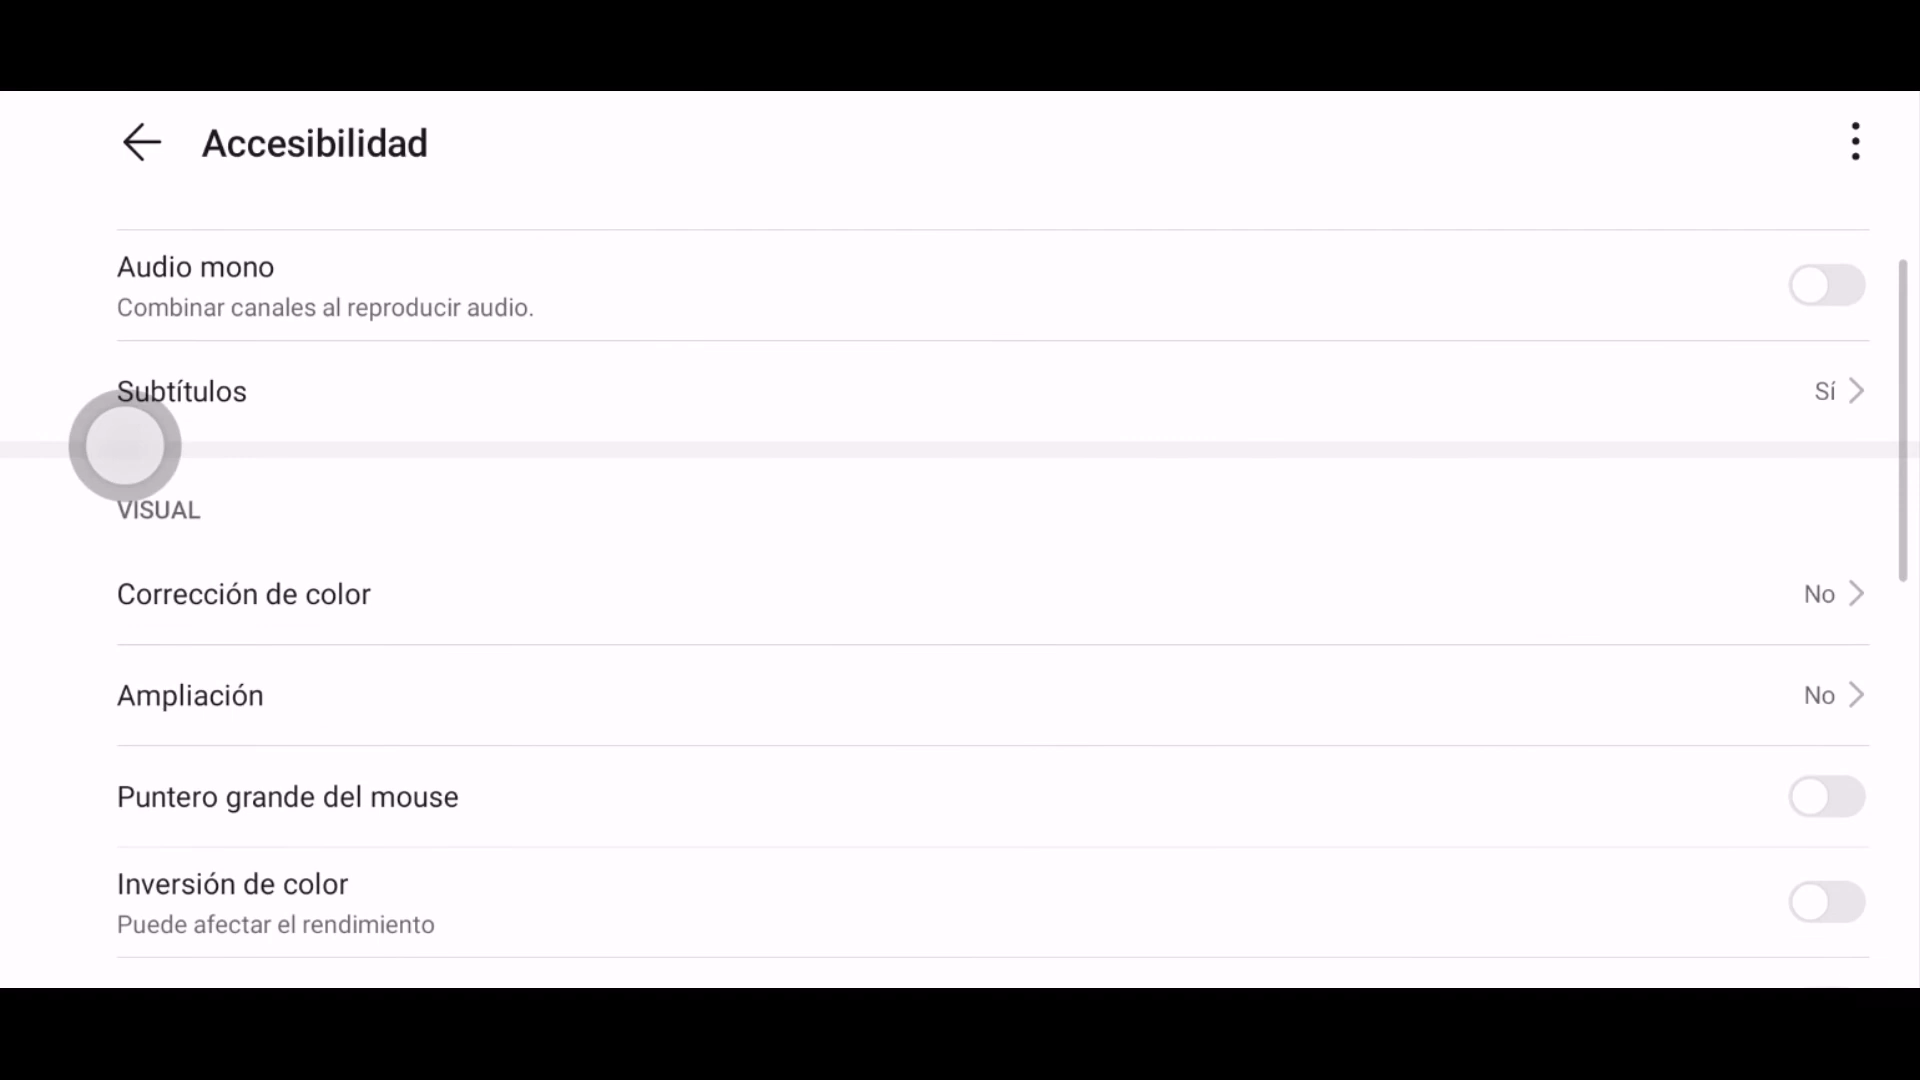 Accesibilidad
Audio mono
Combinar canales al reproducir audio.
Subtítulos
Sí
VISUAL
Corrección de color
No
Ampliación
No
Puntero grande del mouse
Inversión de color
Puede afectar el rendimiento